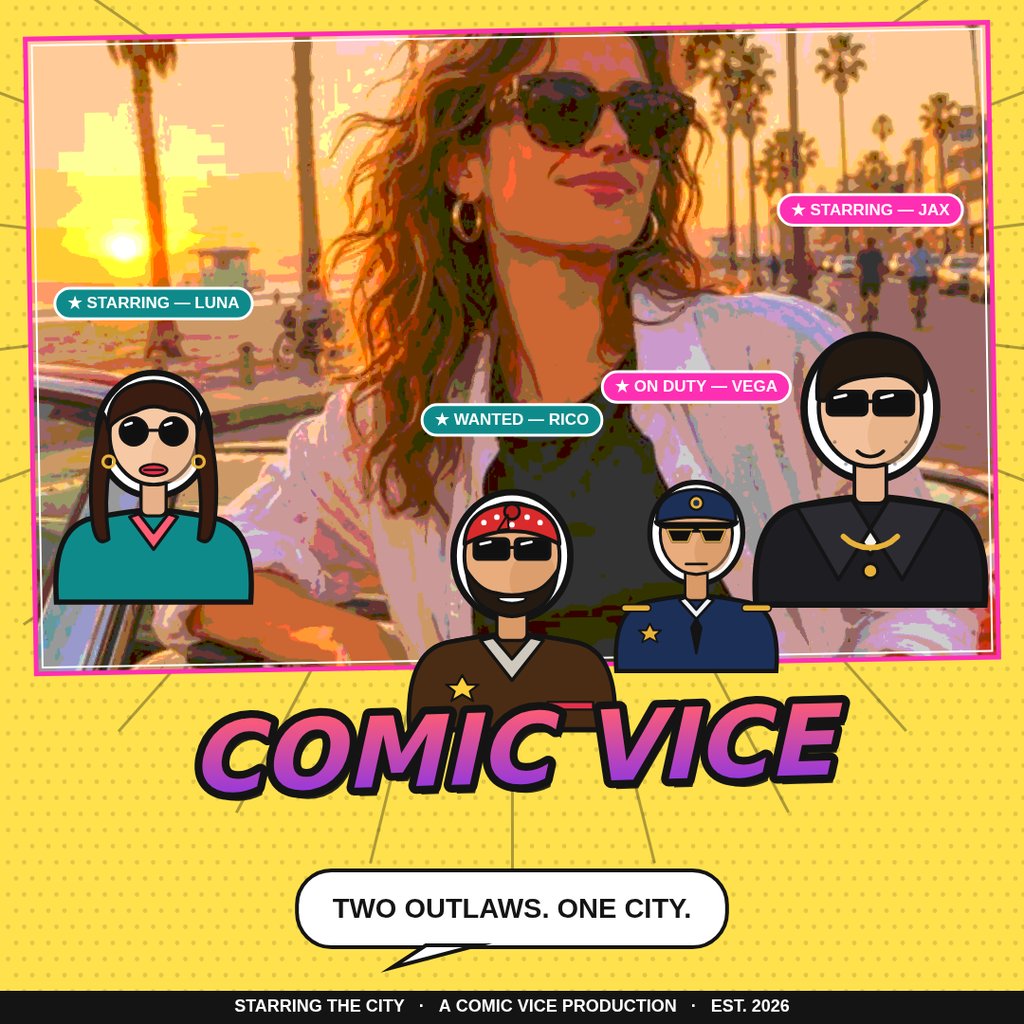 ★ STARRING — JAX
★ STARRING — LUNA
★ ON DUTY — VEGA
★ WANTED — RICO
COMIC VICE
TWO OUTLAWS. ONE CITY.
STARRING THE CITY · A COMIC VICE PRODUCTION · EST. 2026